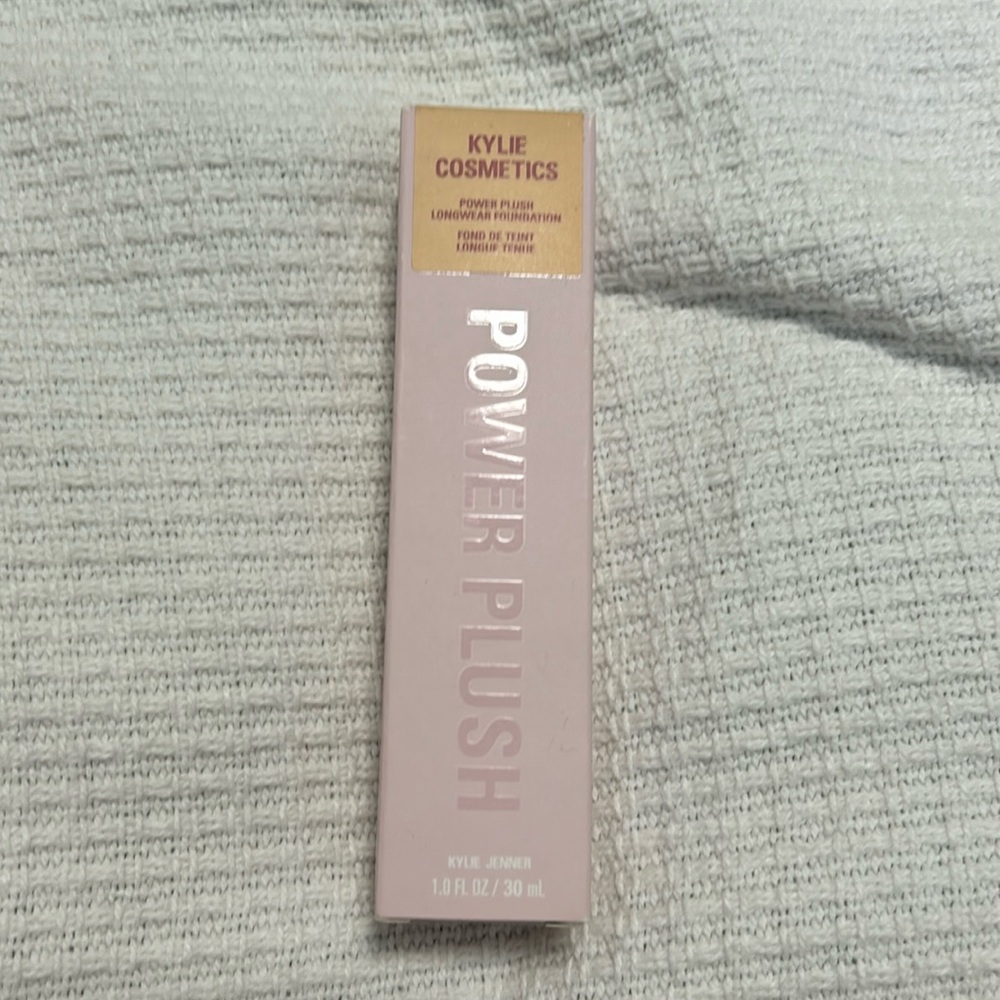 KYLIE
COSMETICS
POWER PLUSH
LONGWEAR FOUNDATION
FOND DE TEINT
LONGUE TENUE
POWER PLUSH
KYLIE JENNER
1.0 FL OZ / 30 mL